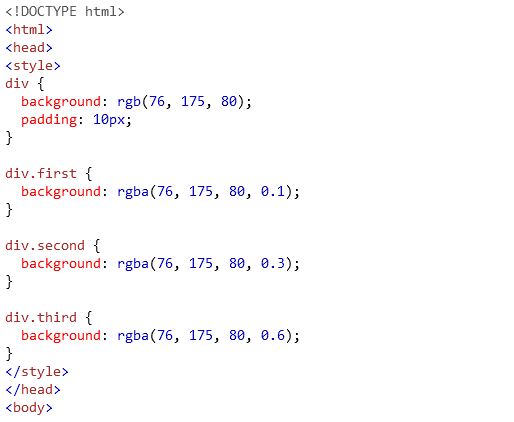 <!DOCTYPE html>
<html>
<head>
<style>
div {
  background: rgb(76, 175, 80);
  padding: 10px;
}

div.first {
  background: rgba(76, 175, 80, 0.1);
}

div.second {
  background: rgba(76, 175, 80, 0.3);
}

div.third {
  background: rgba(76, 175, 80, 0.6);
}
</style>
</head>
<body>